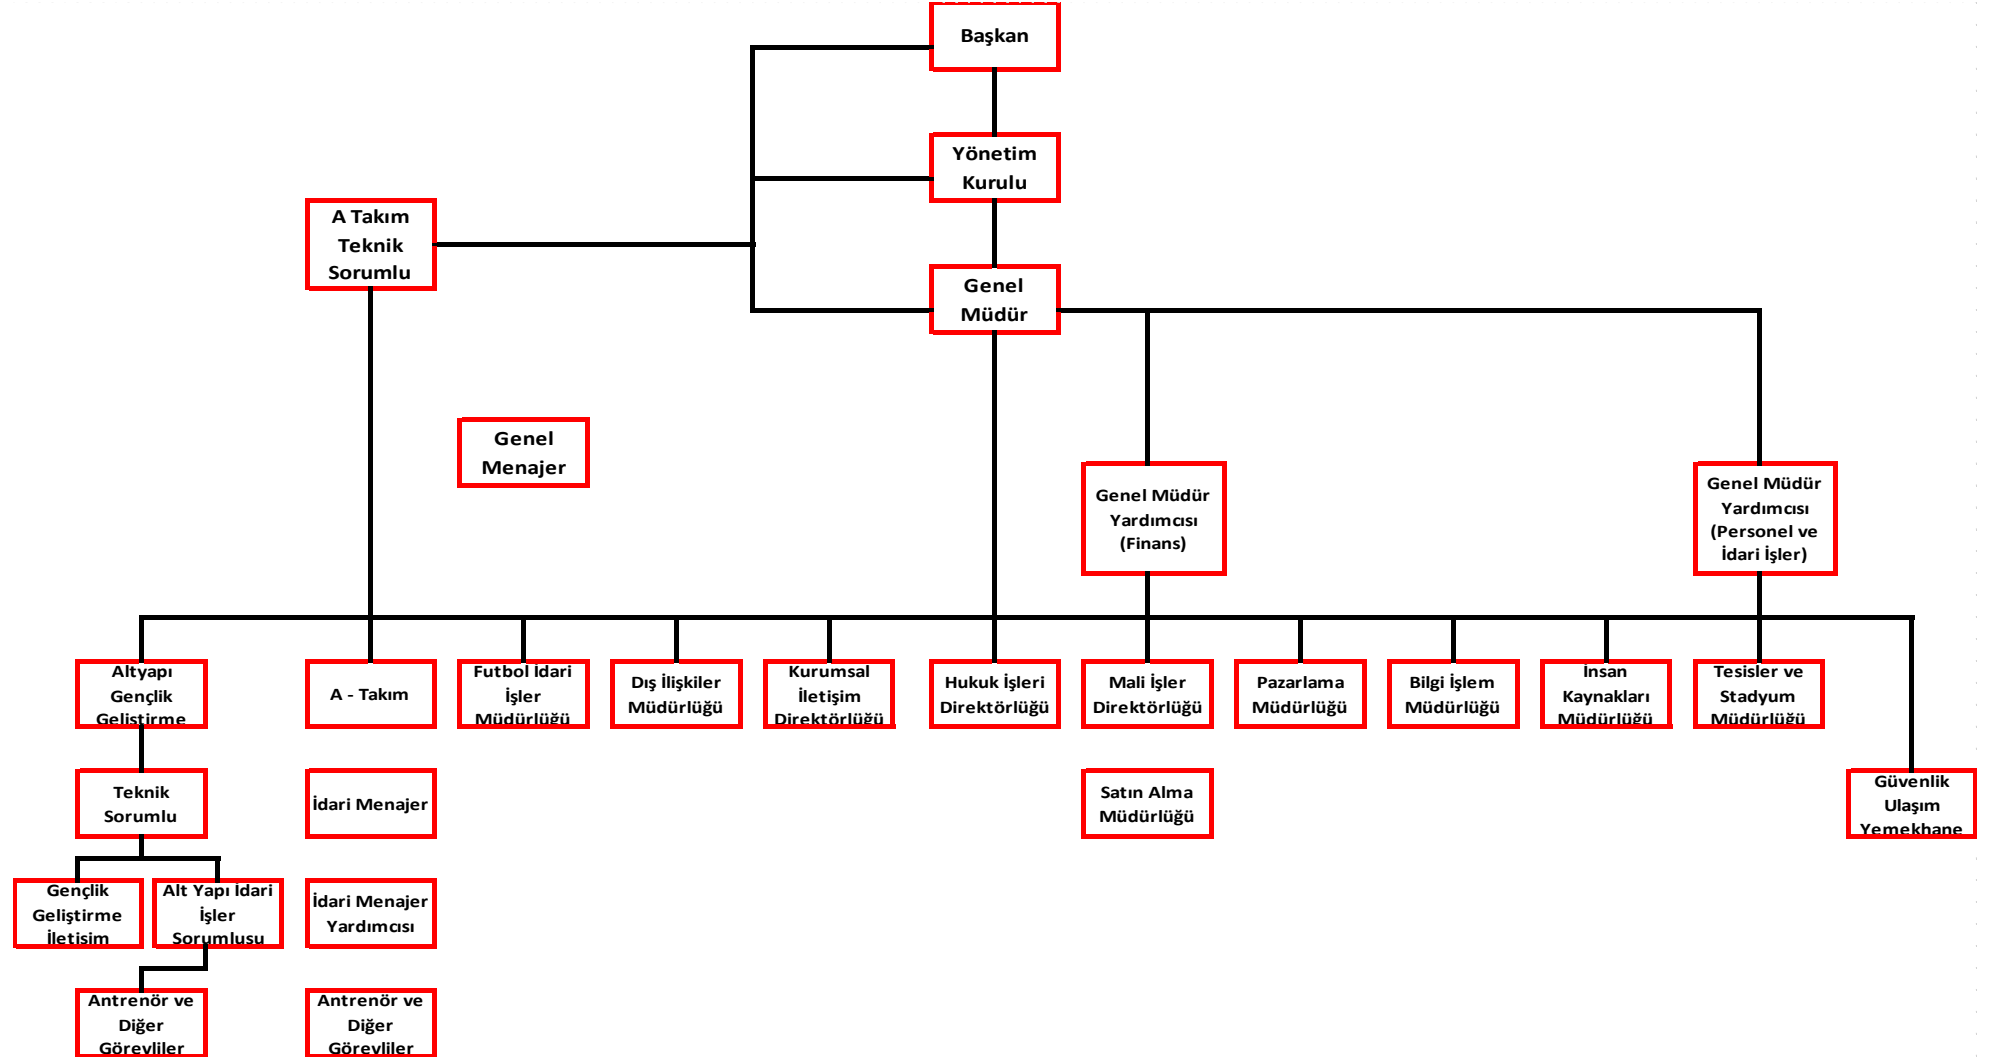 Başkan
Yönetim
Kurulu
A Takım
Teknik
Sorumlu
Genel
Müdür
Genel
Menajer
Genel Müdür
Yardımcısı
(Finans)
Genel Müdür
Yardımcısı
(Personel ve
İdari İşler)
Altyapı
Gençlik
Geliştirme
A - Takım
Futbol İdari
İşler
Müdürlüğü
Dış İlişkiler
Müdürlüğü
Kurumsal
İletişim
Direktörlüğü
Hukuk İşleri
Direktörlüğü
Mali İşler
Direktörlüğü
Pazarlama
Müdürlüğü
Bilgi İşlem
Müdürlüğü
İnsan
Kaynakları
Müdürlüğü
Tesisler ve
Stadyum
Müdürlüğü
Teknik
Sorumlu
İdari Menajer
Satın Alma
Müdürlüğü
Güvenlik
Ulaşım
Yemekhane
Gençlik
Geliştirme
İletişim
Alt Yapı İdari
İşler
Sorumlusu
İdari Menajer
Yardımcısı
Antrenör ve
Diğer
Görevliler
Antrenör ve
Diğer
Görevliler